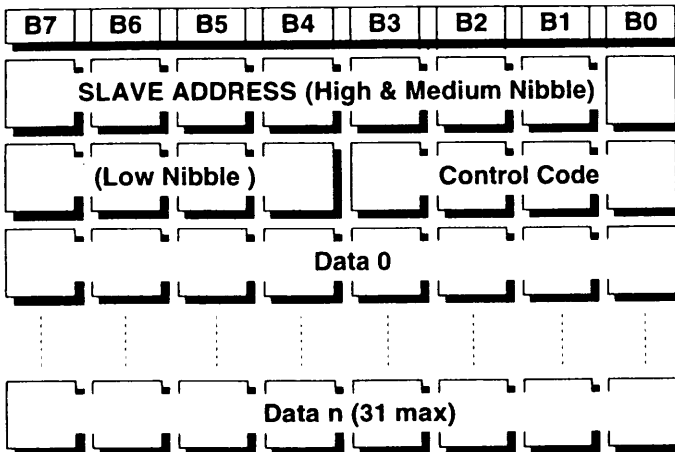 B7 B6 B5 B4 B3 B2 B1 B0
SLAVE ADDRESS (High & Medium Nibble)
(Low Nibble ) Control Code
Data 0
Data n (31 max)